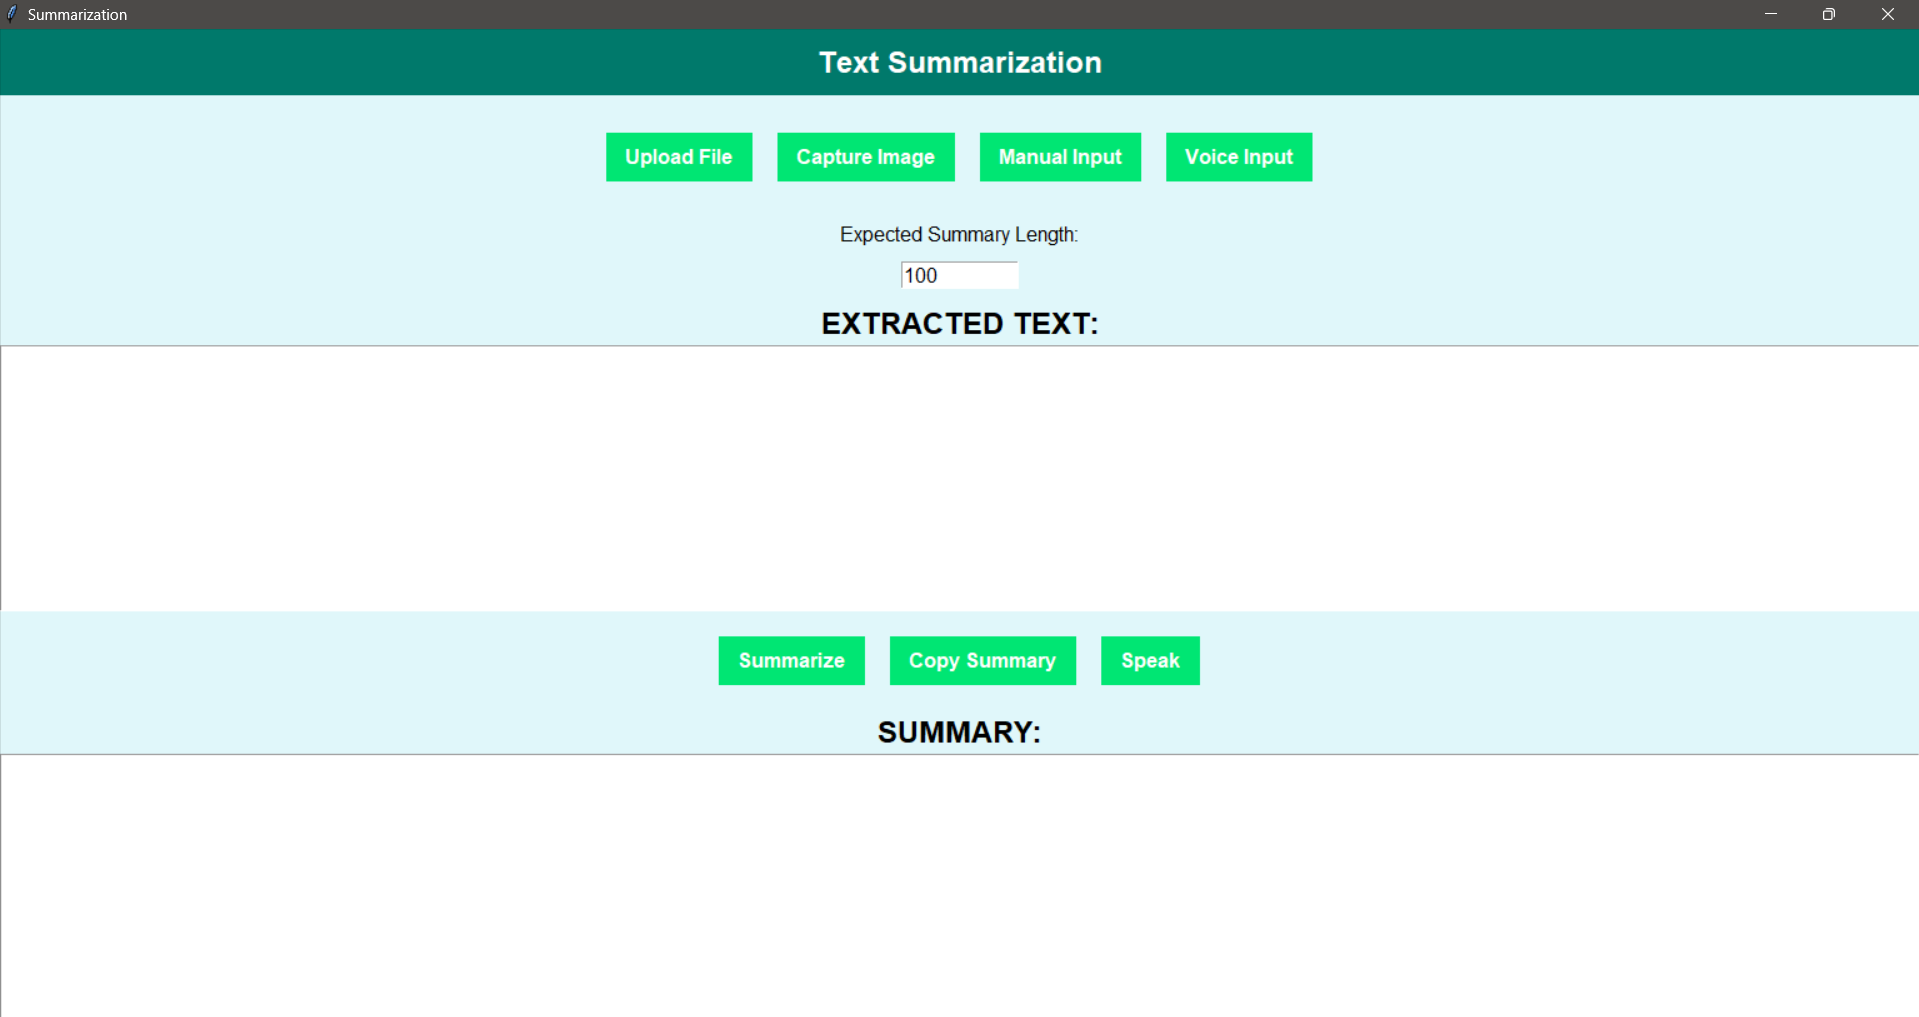 Summarization
Text Summarization
Upload File Capture Image Manual Input Voice Input
Expected Summary Length:
100
EXTRACTED TEXT:
Summarize Copy Summary Speak
SUMMARY: